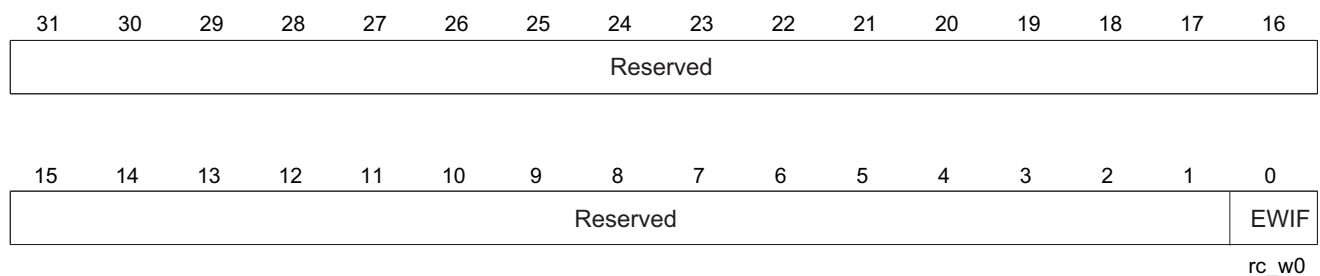 31 30 29 28 27 26 25 24 23 22 21 20 19 18 17 16
Reserved
15 14 13 12 11 10 9 8 7 6 5 4 3 2 1 0
Reserved EWIF
rc_w0